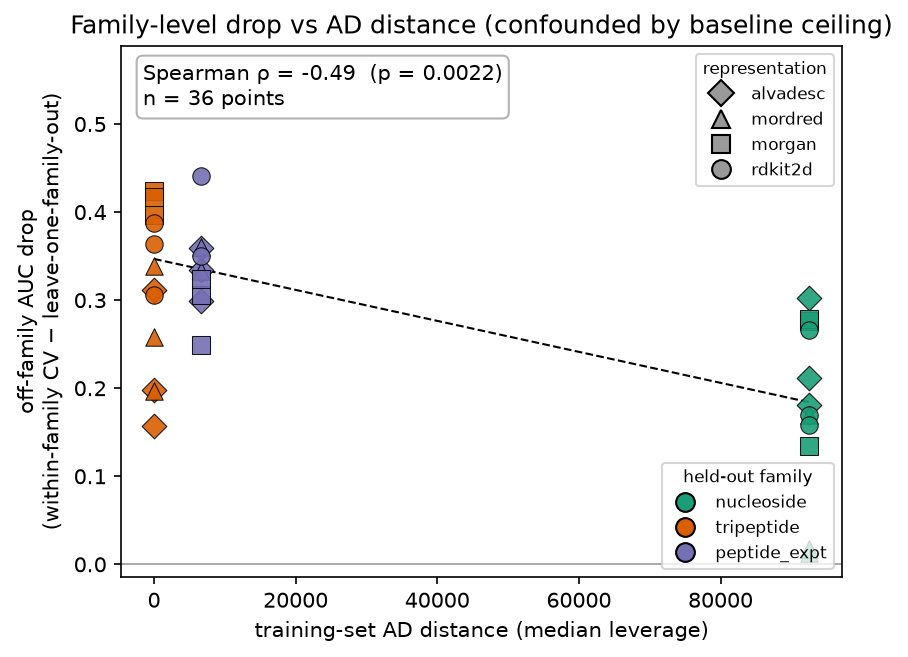 Family-level drop vs AD distance (confounded by baseline ceiling)
Spearman ρ = -0.49 (p = 0.0022)
n = 36 points
representation
alvadesc
mordred
morgan
rdkit2d
off-family AUC drop
(within-family CV − leave-one-family-out)
0.5
0.4
0.3
0.2
0.1
0.0
held-out family
nucleoside
tripeptide
peptide_expt
0
20000
40000
60000
80000
training-set AD distance (median leverage)